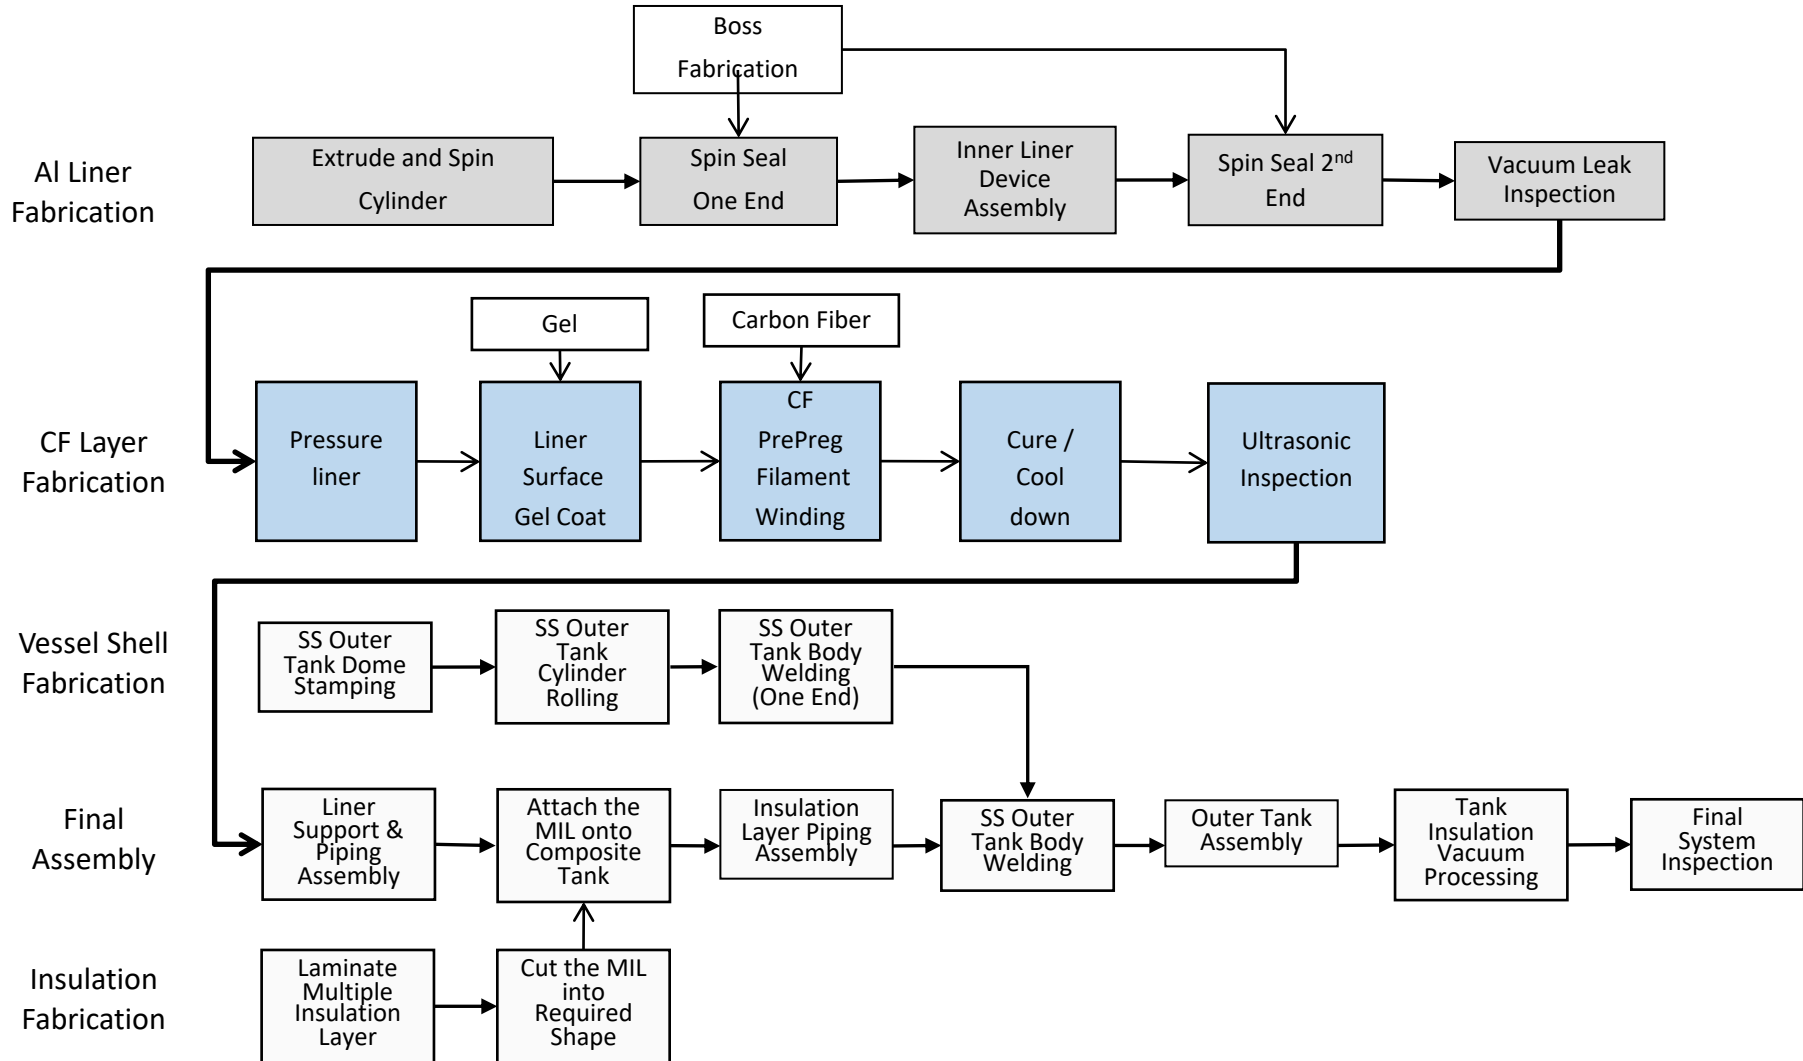 Boss
Fabrication
Al Liner
Fabrication
Extrude and Spin
Cylinder
Spin Seal
One End
Inner Liner
Device
Assembly
Spin Seal 2nd
End
Vacuum Leak
Inspection
Gel
Carbon Fiber
CF Layer
Fabrication
Pressure
liner
Liner
Surface
Gel Coat
CF
PrePreg
Filament
Winding
Cure /
Cool
down
Ultrasonic
Inspection
Vessel Shell
Fabrication
SS Outer
Tank Dome
Stamping
SS Outer
Tank
Cylinder
Rolling
SS Outer
Tank Body
Welding
(One End)
Final
Assembly
Liner
Support &
Piping
Assembly
Attach the
MIL onto
Composite
Tank
Insulation
Layer Piping
Assembly
SS Outer
Tank Body
Welding
Outer Tank
Assembly
Tank
Insulation
Vacuum
Processing
Final
System
Inspection
Insulation
Fabrication
Laminate
Multiple
Insulation
Layer
Cut the MIL
into
Required
Shape